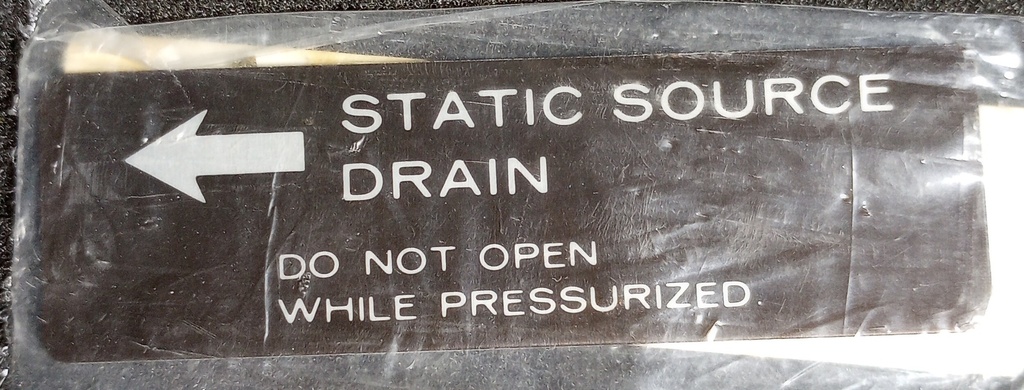 STATIC SOURCE
DRAIN
DO NOT OPEN
WHILE PRESSURIZED.